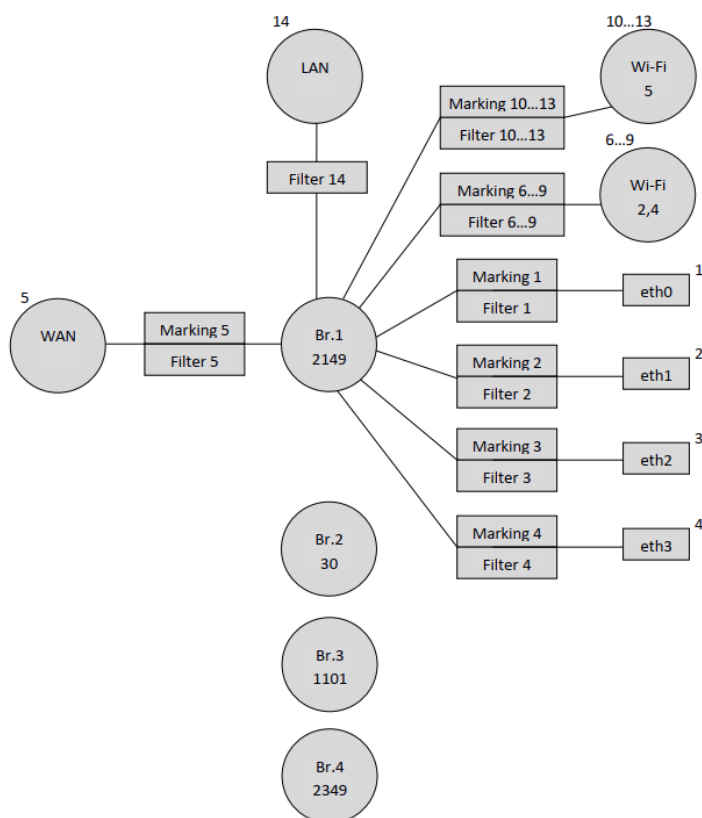 14
10...13
LAN
Wi-Fi
5
Marking 10...13
Filter 10...13
6...9
Filter 14
Marking 6...9
Filter 6...9
Wi-Fi
2,4
Marking 1
Filter 1
1
eth0
5
WAN
Marking 5
Filter 5
Br.1
2149
Marking 2
Filter 2
2
eth1
Marking 3
Filter 3
3
eth2
Marking 4
Filter 4
4
eth3
Br.2
30
Br.3
1101
Br.4
2349